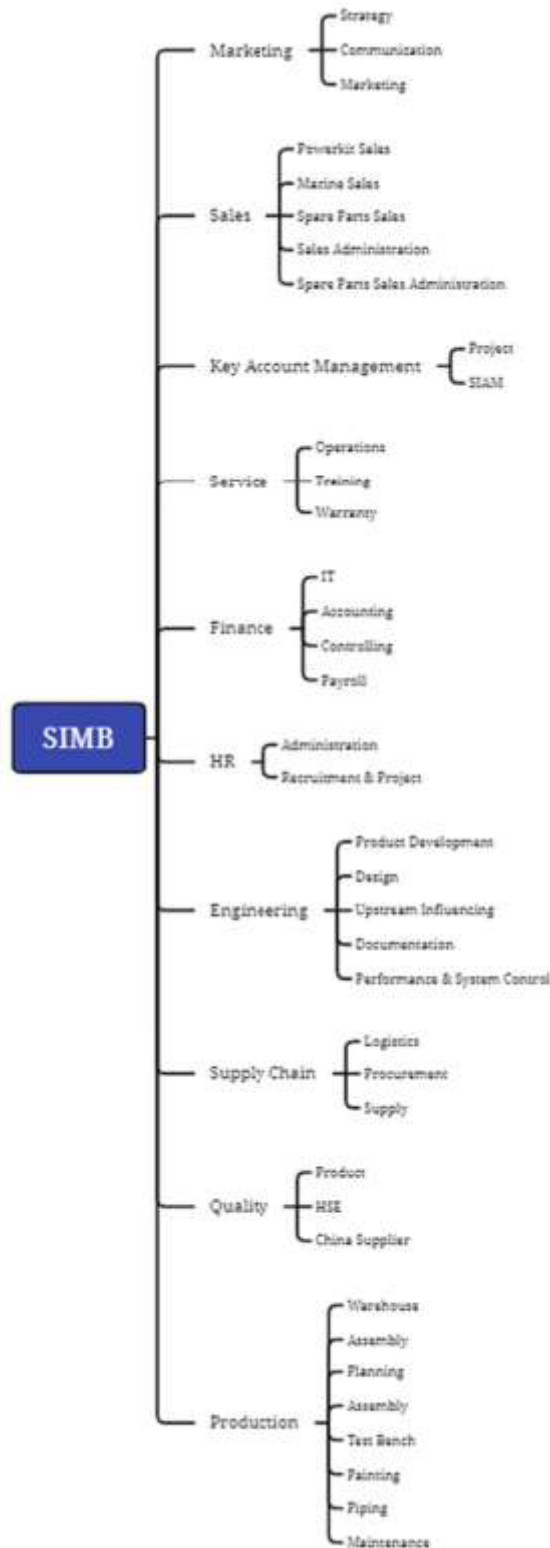 Strategy
Marketing
Communication
Marketing
Powerkit Sales
Marine Sales
Sales
Spare Parts Sales
Sales Administration
Spare Parts Sales Administration
Project
Key Account Management
SIAM
Operations
Service
Training
Warranty
IT
Accounting
Finance
Controlling
Payroll
SIMB
Administration
HR
Recruitment & Project
Product Development
Design
Engineering
Upstream Influencing
Documentation
Performance & System Control
Logistics
Supply Chain
Procurement
Supply
Product
Quality
HSE
China Supplier
Warehouse
Assembly
Planning
Assembly
Production
Test Bench
Painting
Piping
Maintenance